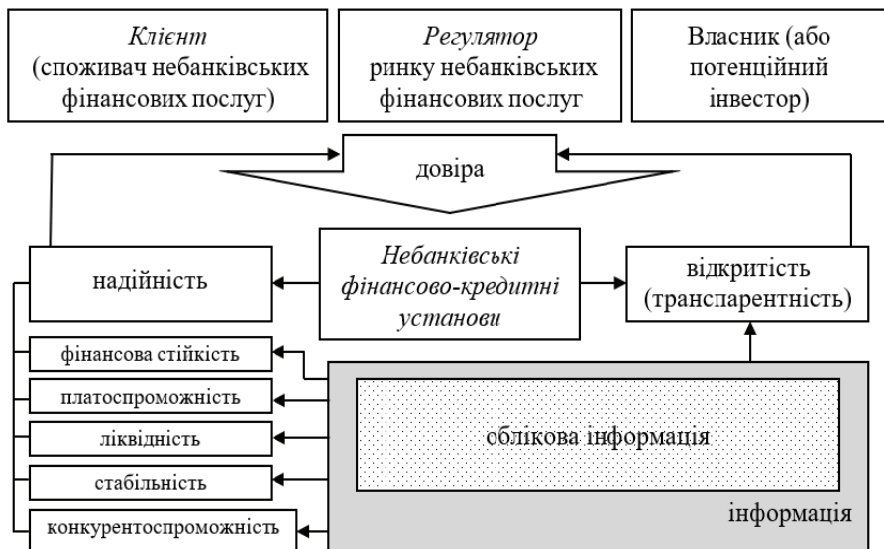 Клієнт
(споживач небанківських
фінансових послуг)
Регулятор
ринку небанківських
фінансових послуг
Власник (або
потенційний
інвестор)
довіра
надійність
Небанківські
фінансово-кредитні
установи
відкритість
(транспарентність)
фінансова стійкість
платоспроможність
ліквідність
стабільність
конкурентоспроможність
облікова інформація
інформація